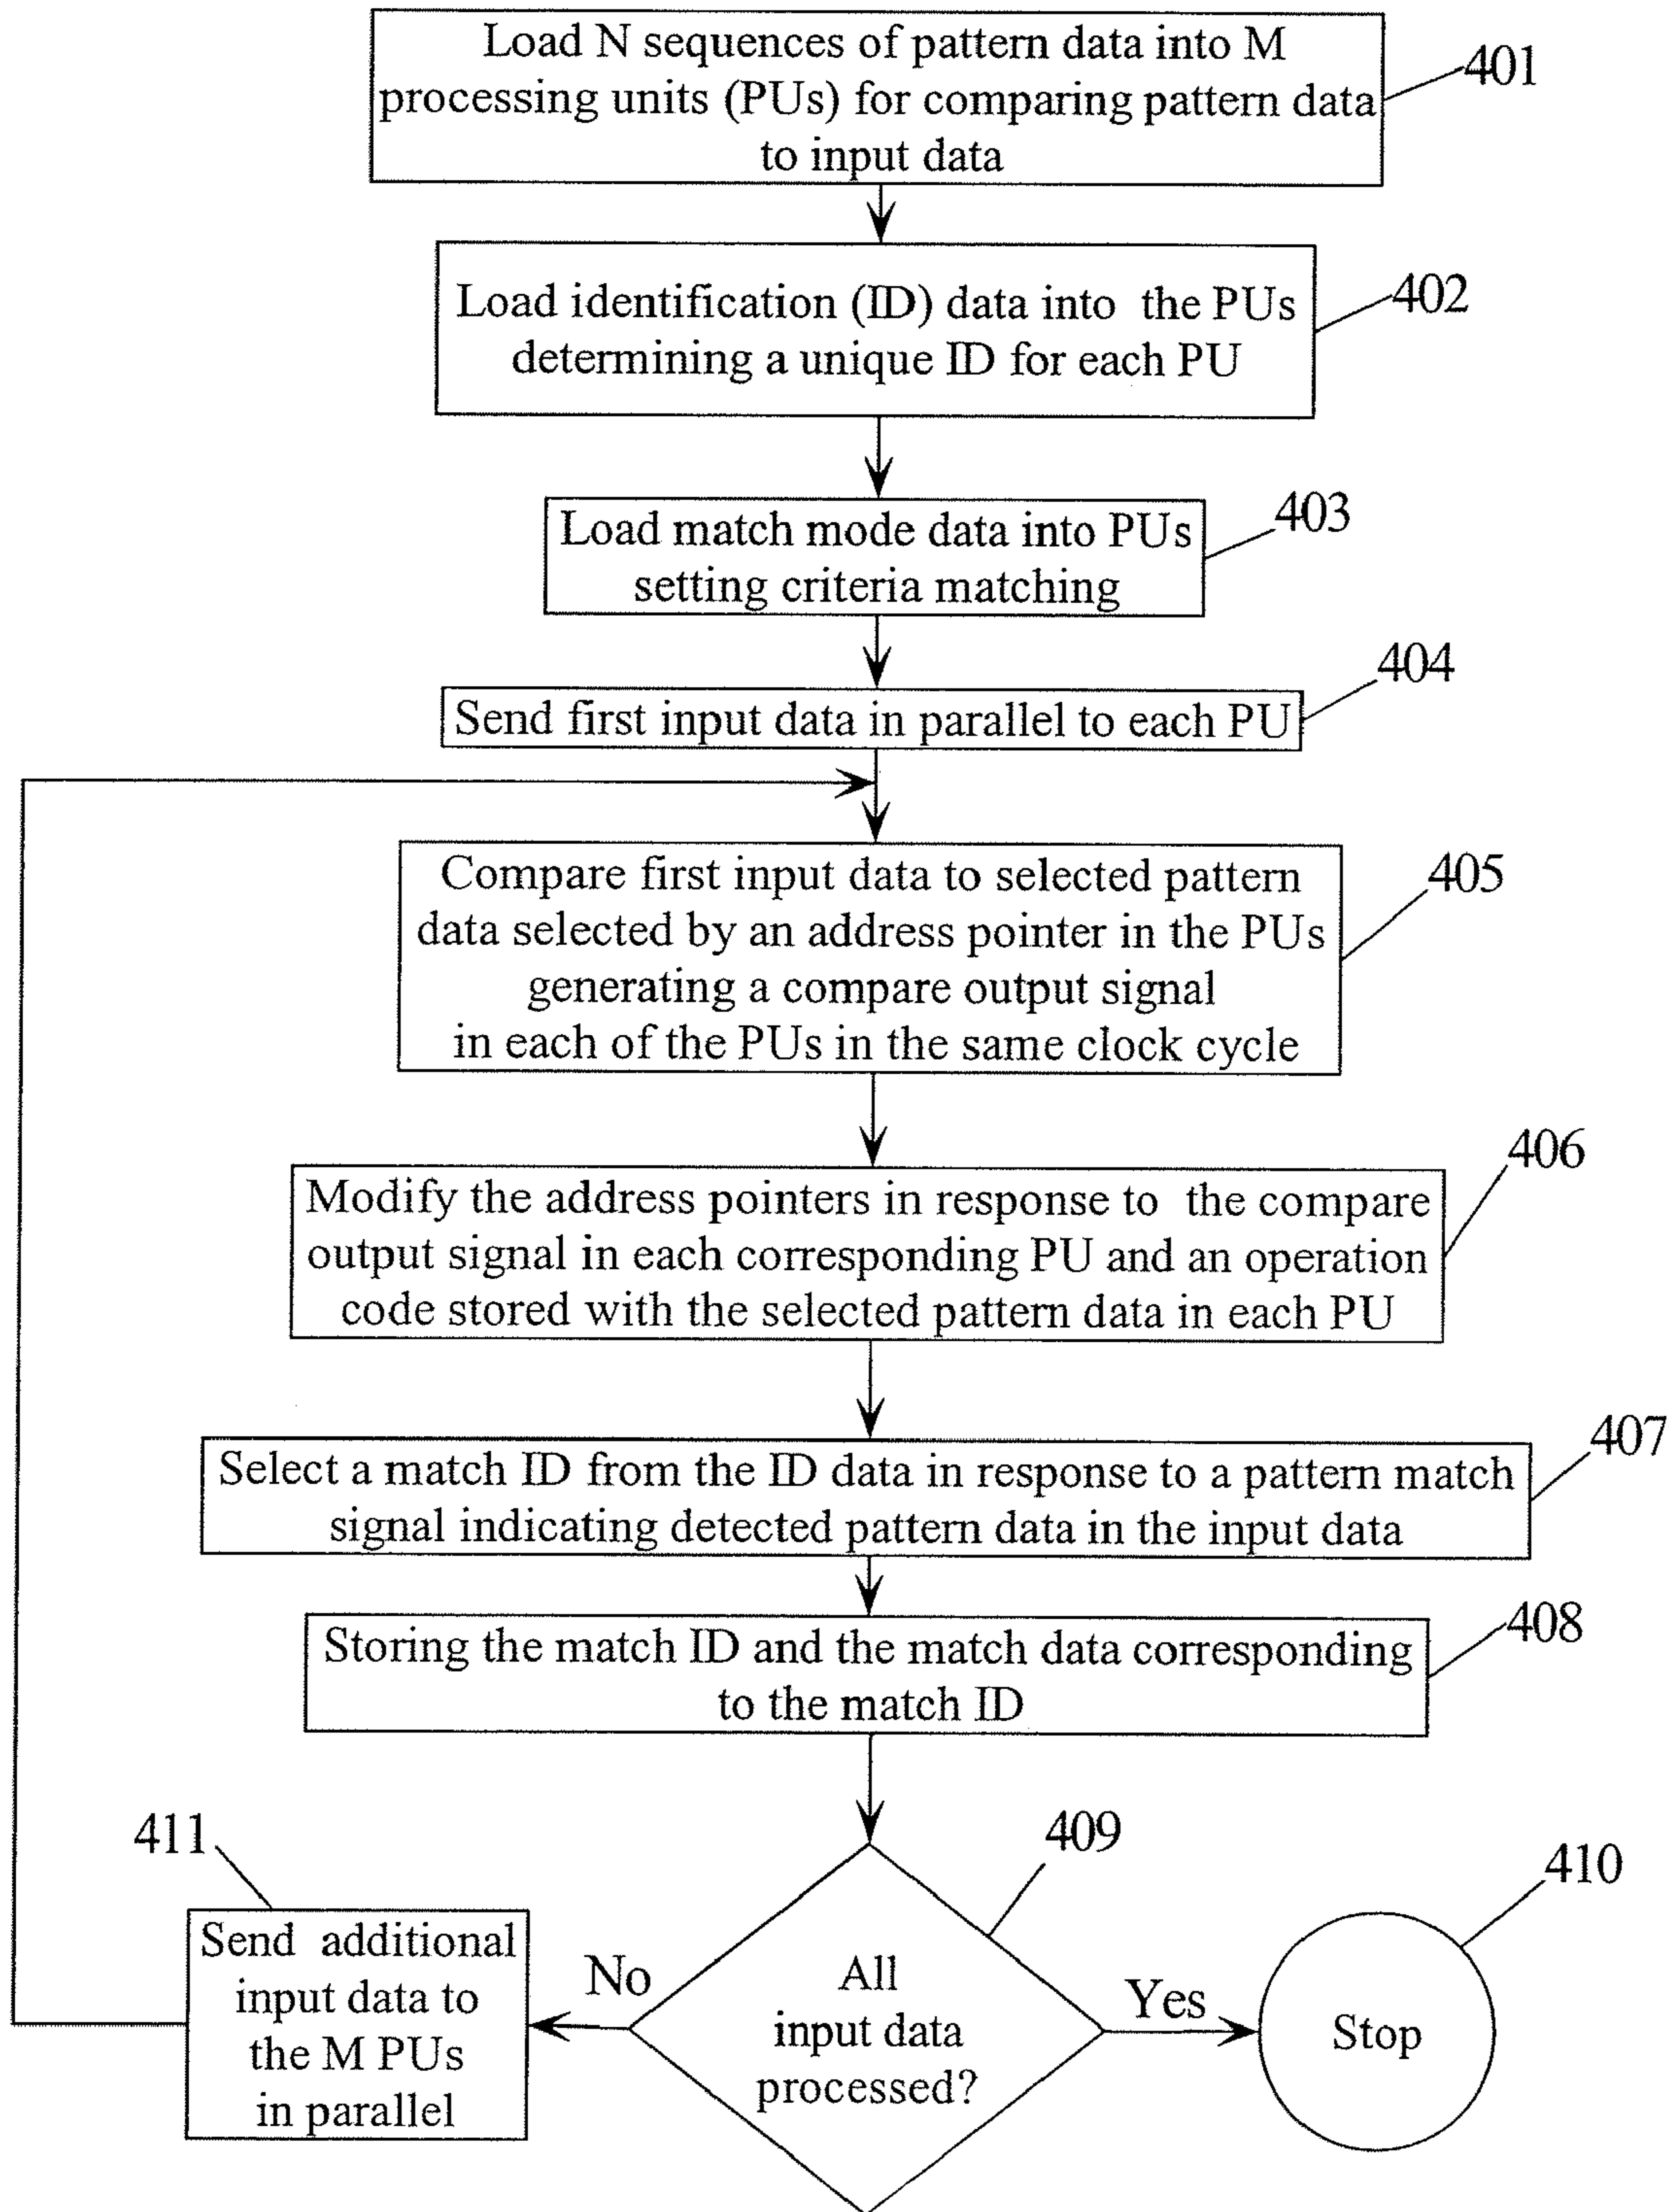 Load N sequences of pattern data into M
processing units (PUs) for comparing pattern data
to input data
401
Load identification (ID) data into the PUs
determining a unique ID for each PU
402
Load match mode data into PUs
setting criteria matching
403
Send first input data in parallel to each PU
404
Compare first input data to selected pattern
data selected by an address pointer in the PUs
generating a compare output signal
in each of the PUs in the same clock cycle
405
Modify the address pointers in response to the compare
output signal in each corresponding PU and an operation
code stored with the selected pattern data in each PU
406
Select a match ID from the ID data in response to a pattern match
signal indicating detected pattern data in the input data
407
Storing the match ID and the match data corresponding
to the match ID
408
411
Send additional
input data to
the M PUs
in parallel
No
409
All
input data
processed?
Yes
410
Stop